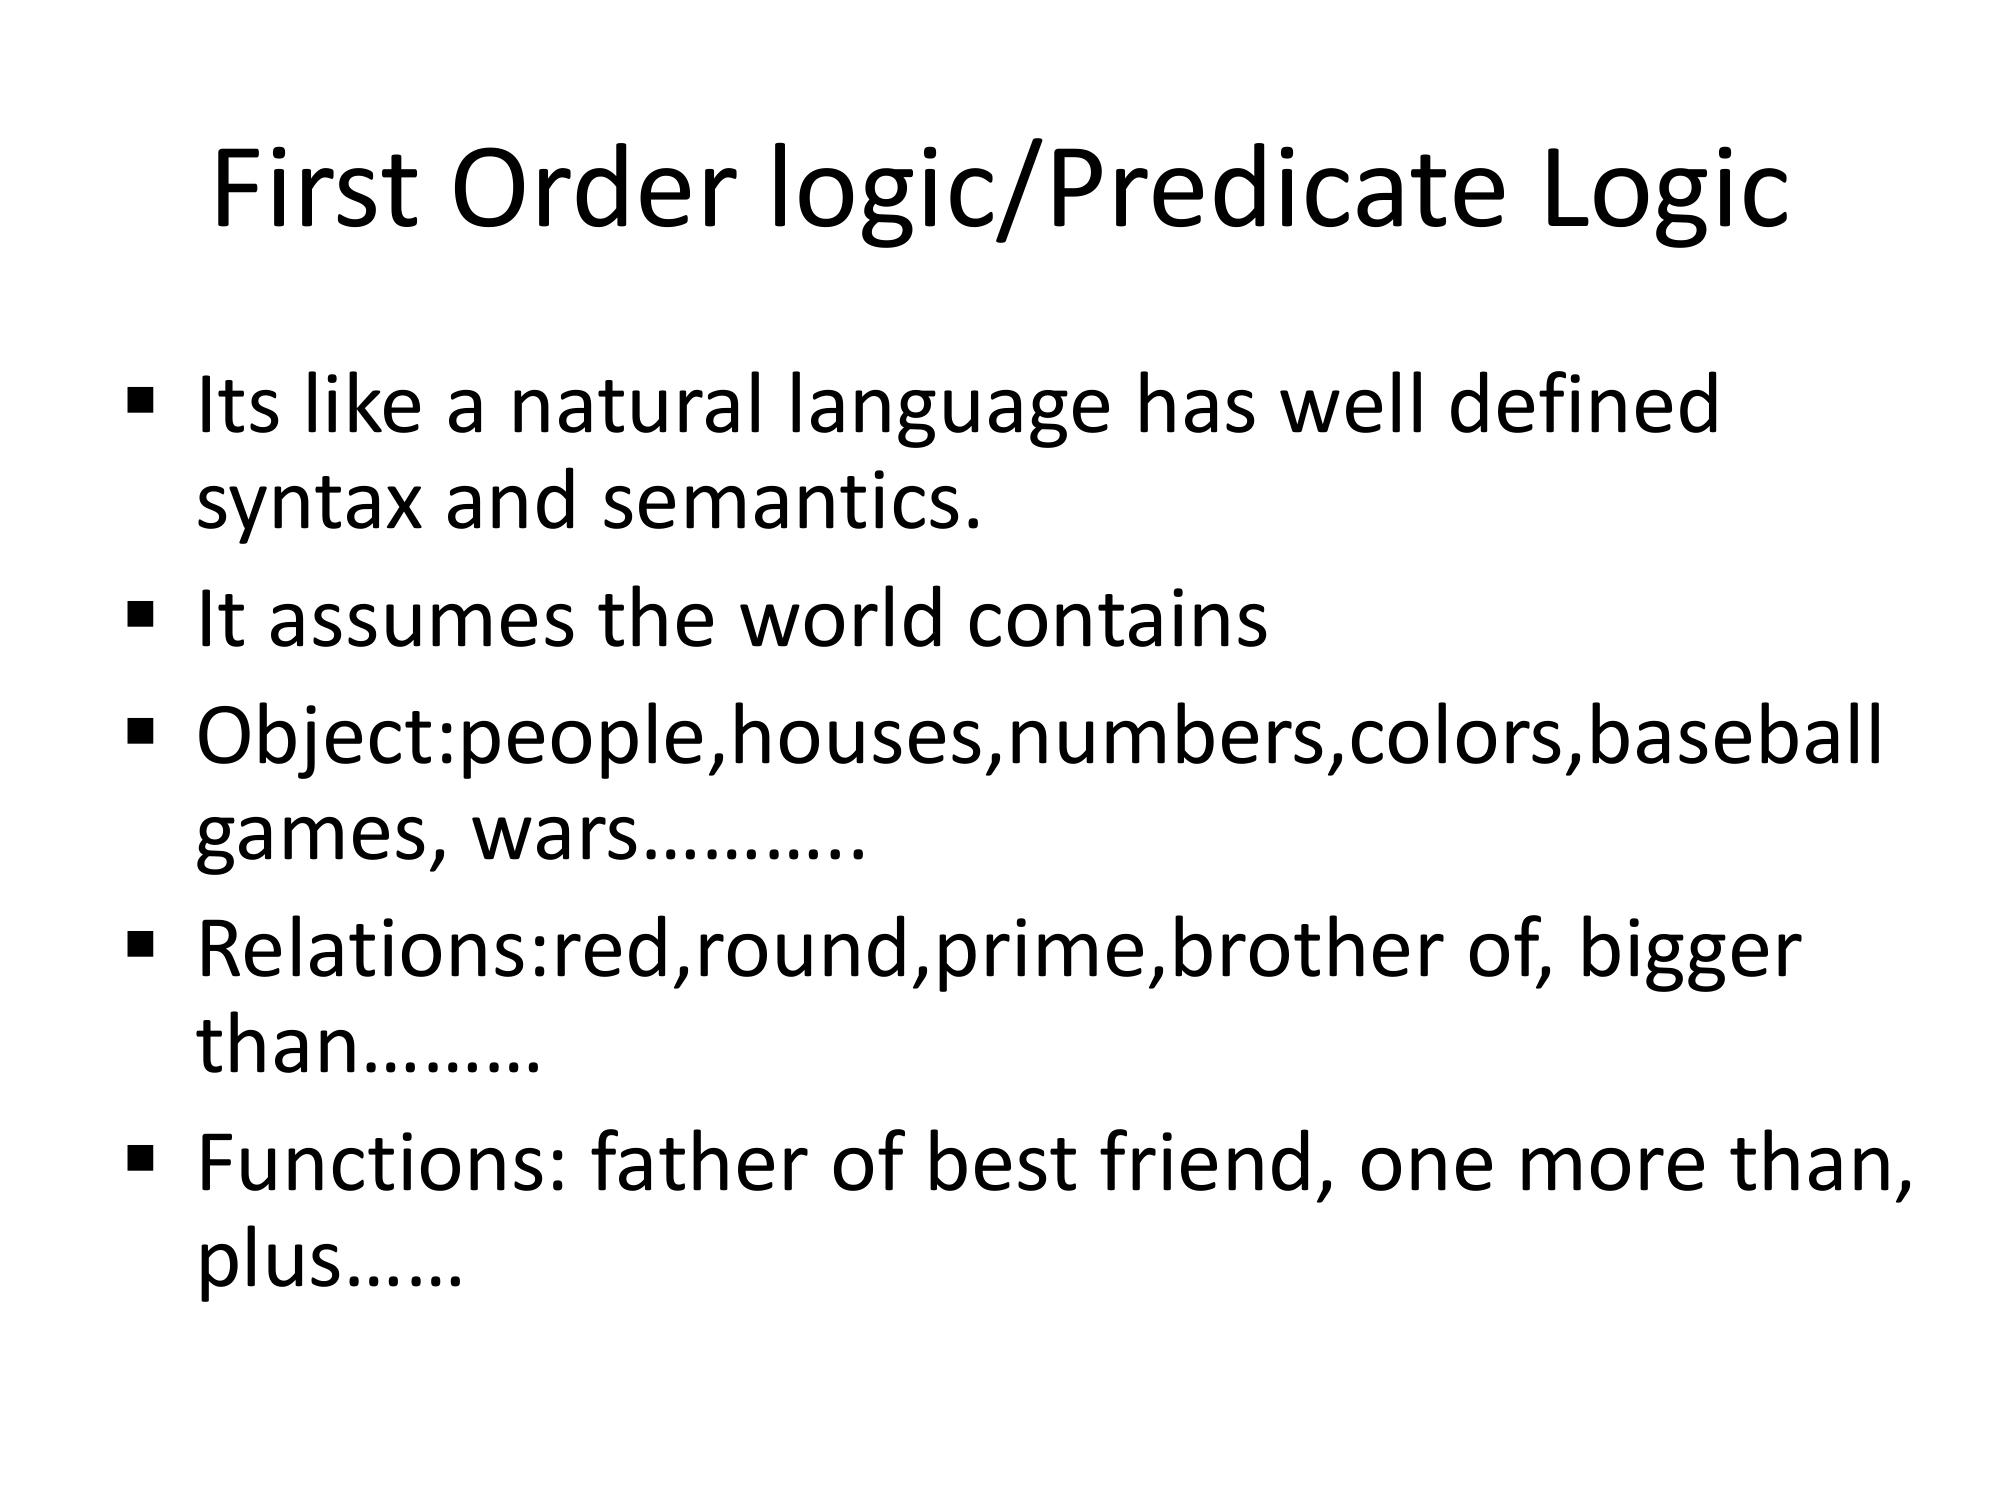 First Order logic/Predicate Logic
▪ Its like a natural language has well defined
syntax and semantics.
▪ It assumes the world contains
▪ Object:people,houses,numbers,colors,baseball
games, wars………..
▪ Relations:red,round,prime,brother of, bigger
than………
▪ Functions: father of best friend, one more than,
plus……